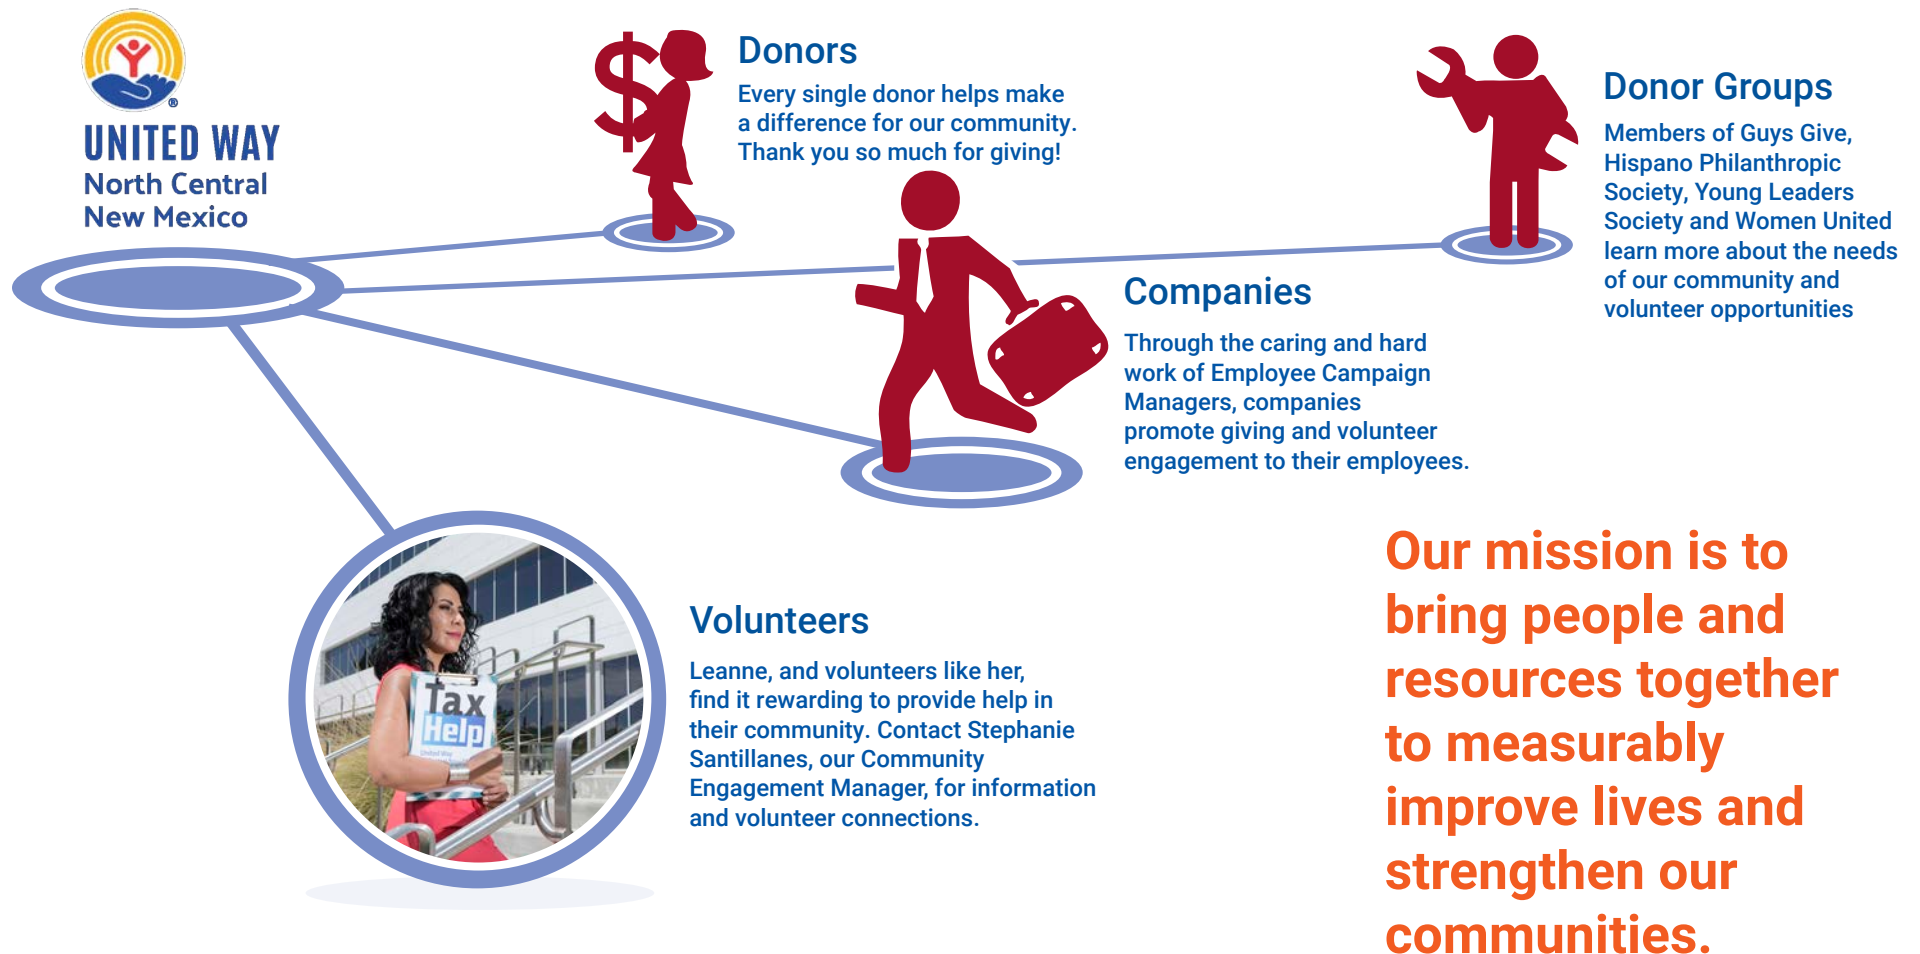 UNITED WAY
North Central
New Mexico
Donors
Every single donor helps make
a difference for our community.
Thank you so much for giving!
Donor Groups
Members of Guys Give,
Hispano Philanthropic
Society, Young Leaders
Society and Women United
learn more about the needs
of our community and
volunteer opportunities
Companies
Through the caring and hard
work of Employee Campaign
Managers, companies
promote giving and volunteer
engagement to their employees.
Volunteers
Leanne, and volunteers like her,
find it rewarding to provide help in
their community. Contact Stephanie
Santillanes, our Community
Engagement Manager, for information
and volunteer connections.
Tax
Help
United Way
Our mission is to
bring people and
resources together
to measurably
improve lives and
strengthen our
communities.